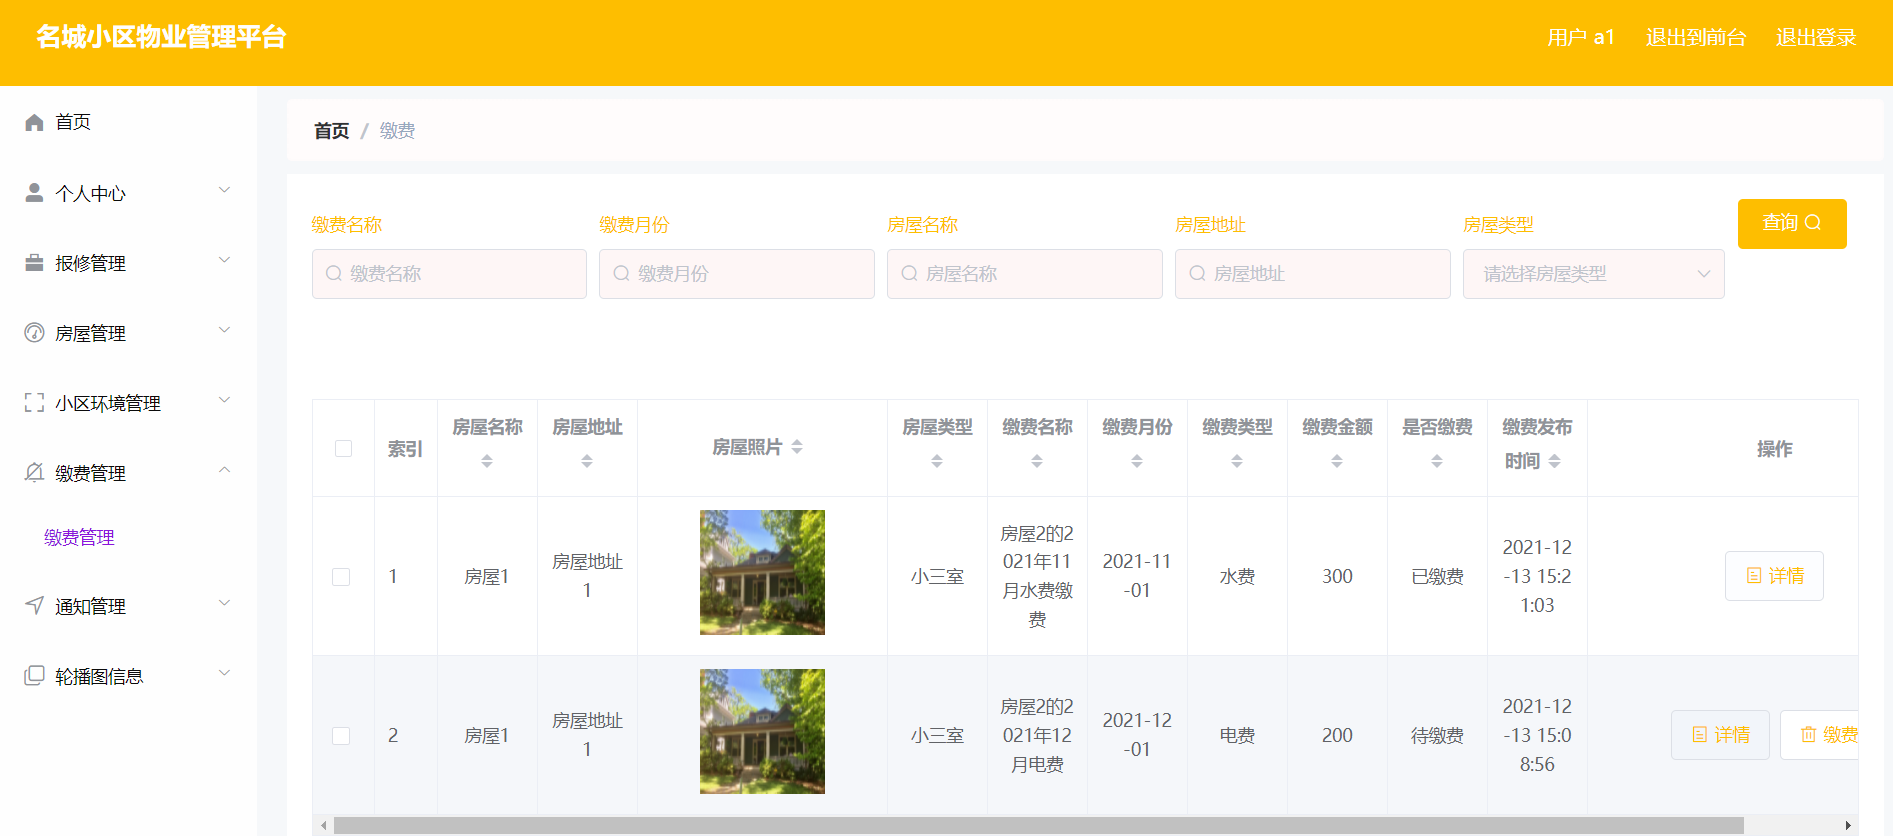 名城小区物业管理平台
用户 a1 退出到前台 退出登录
首页
个人中心
报修管理
房屋管理
小区环境管理
缴费管理
缴费管理
通知管理
轮播图信息
首页 / 缴费
缴费名称 缴费月份 房屋名称 房屋地址 房屋类型
缴费名称 缴费月份 房屋名称 房屋地址 请选择房屋类型
查询
索引 房屋名称 房屋地址 房屋照片 房屋类型 缴费名称 缴费月份 缴费类型 缴费金额 是否缴费 缴费发布
时间 操作
1 房屋1 房屋地址
1
小三室
房屋2的2
021年11
月水费缴
费
2021-11
-01
水费 300 已缴费
2021-12
-13 15:2
1:03
详情
2 房屋1 房屋地址
1
小三室
房屋2的2
021年12
月电费
2021-12
-01
电费 200 待缴费
2021-12
-13 15:0
8:56
详情 缴费